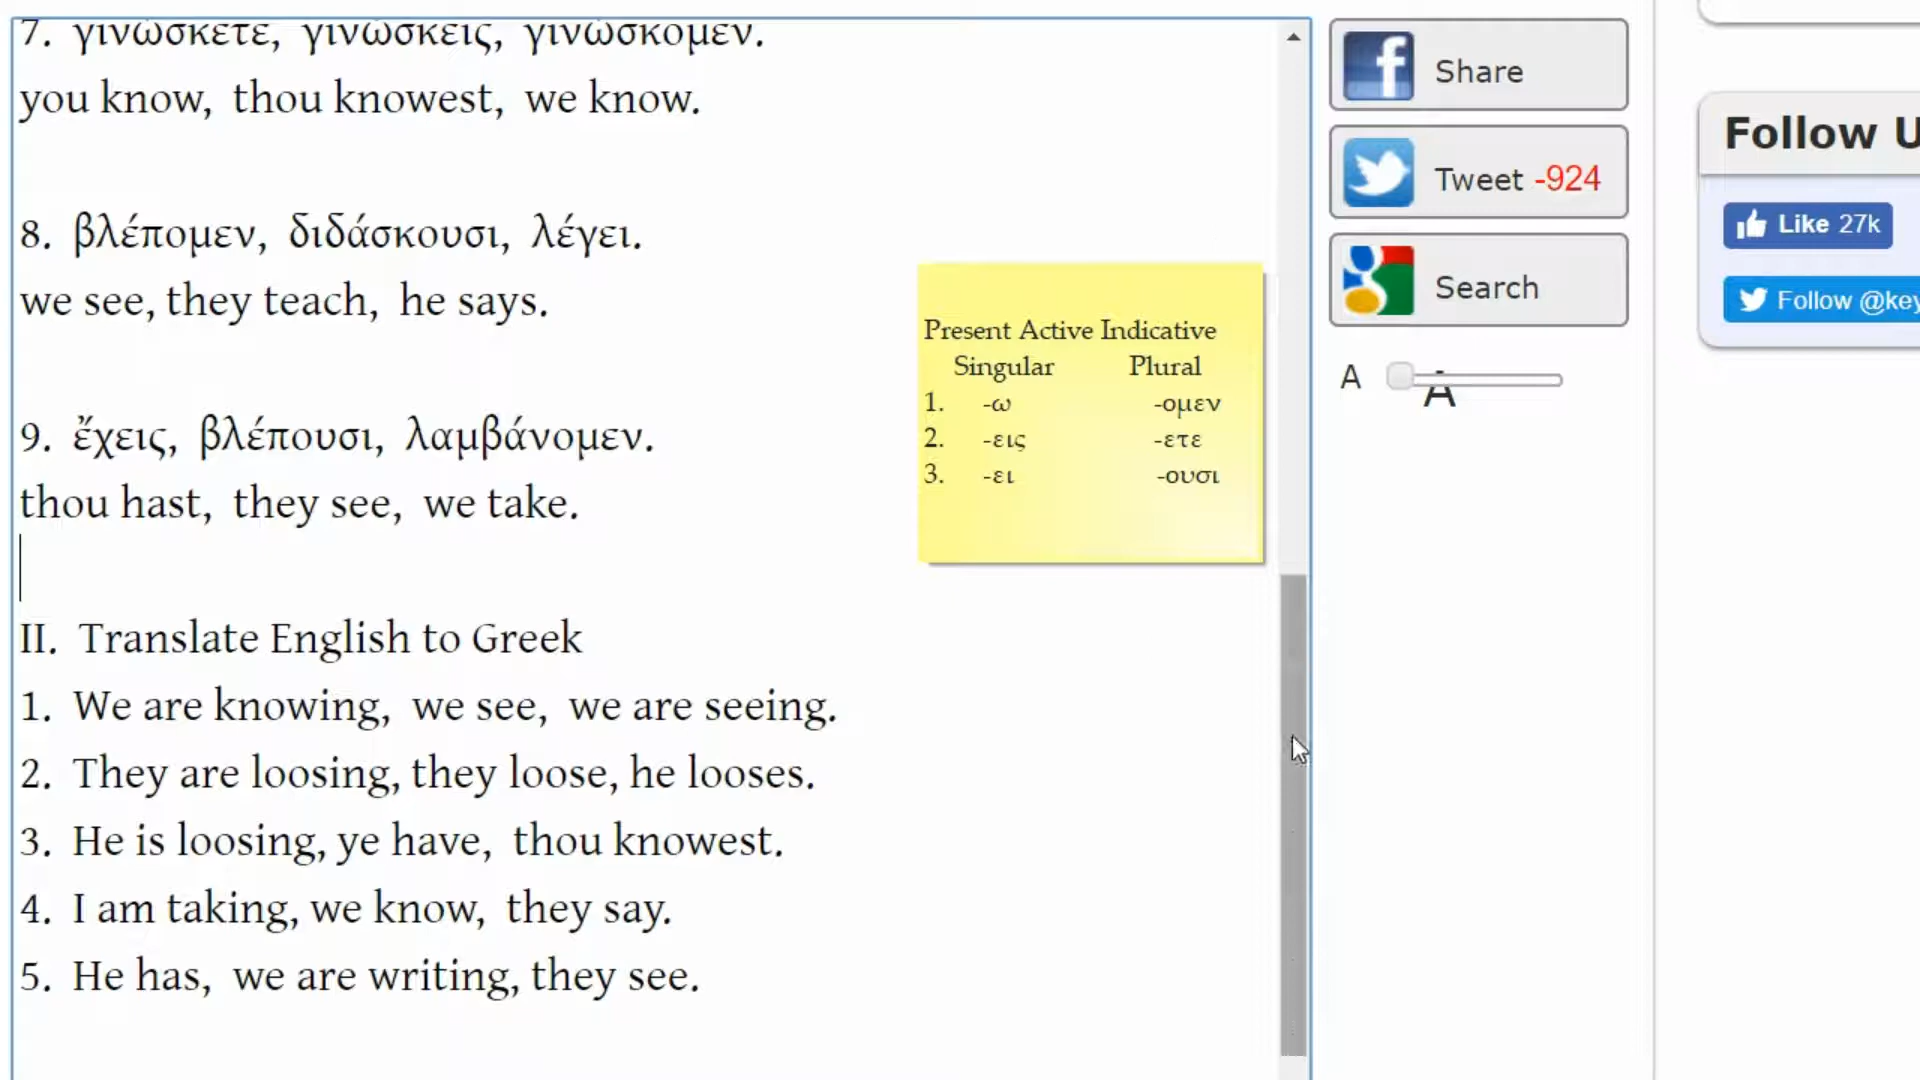 7. γινώσκετε, γινώσκεις, γινώσκομεν.
you know, thou knowest, we know.
8. βλέπομεν, διδάσκουσι, λέγει.
we see, they teach, he says.
9. ἔχεις, βλέπουσι, λαμβάνομεν.
thou hast, they see, we take.
II. Translate English to Greek
1. We are knowing, we see, we are seeing.
2. They are loosing, they loose, he looses.
3. He is loosing, ye have, thou knowest.
4. I am taking, we know, they say.
5. He has, we are writing, they see.
Present Active Indicative
Singular Plural
1. -ω -ομεν
2. -εις -ετε
3. -ει -ουσι
f Share
Tweet -924
Search
A A
Follow U
Like 27k
Follow @key